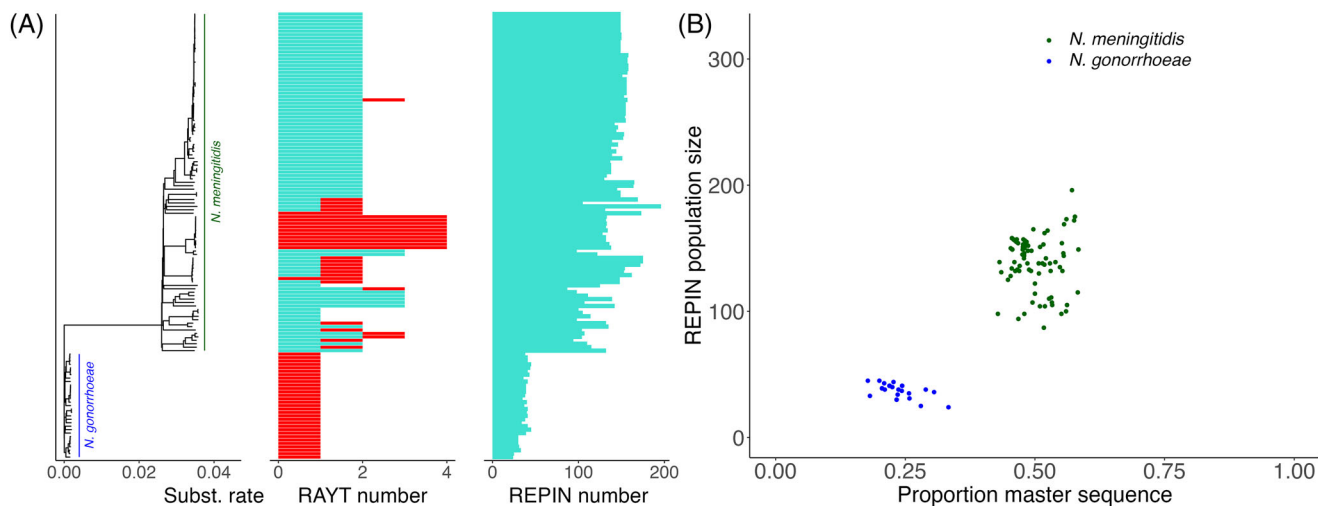 (A)
N. meningitidis
N. gonorrhoeae
0.00 0.02 0.04
Subst. rate
0 2 4
RAYT number
0 100 200
REPIN number
(B)
N. meningitidis
N. gonorrhoeae
REPIN population size
300
200
100
0
0.00 0.25 0.50 0.75 1.00
Proportion master sequence